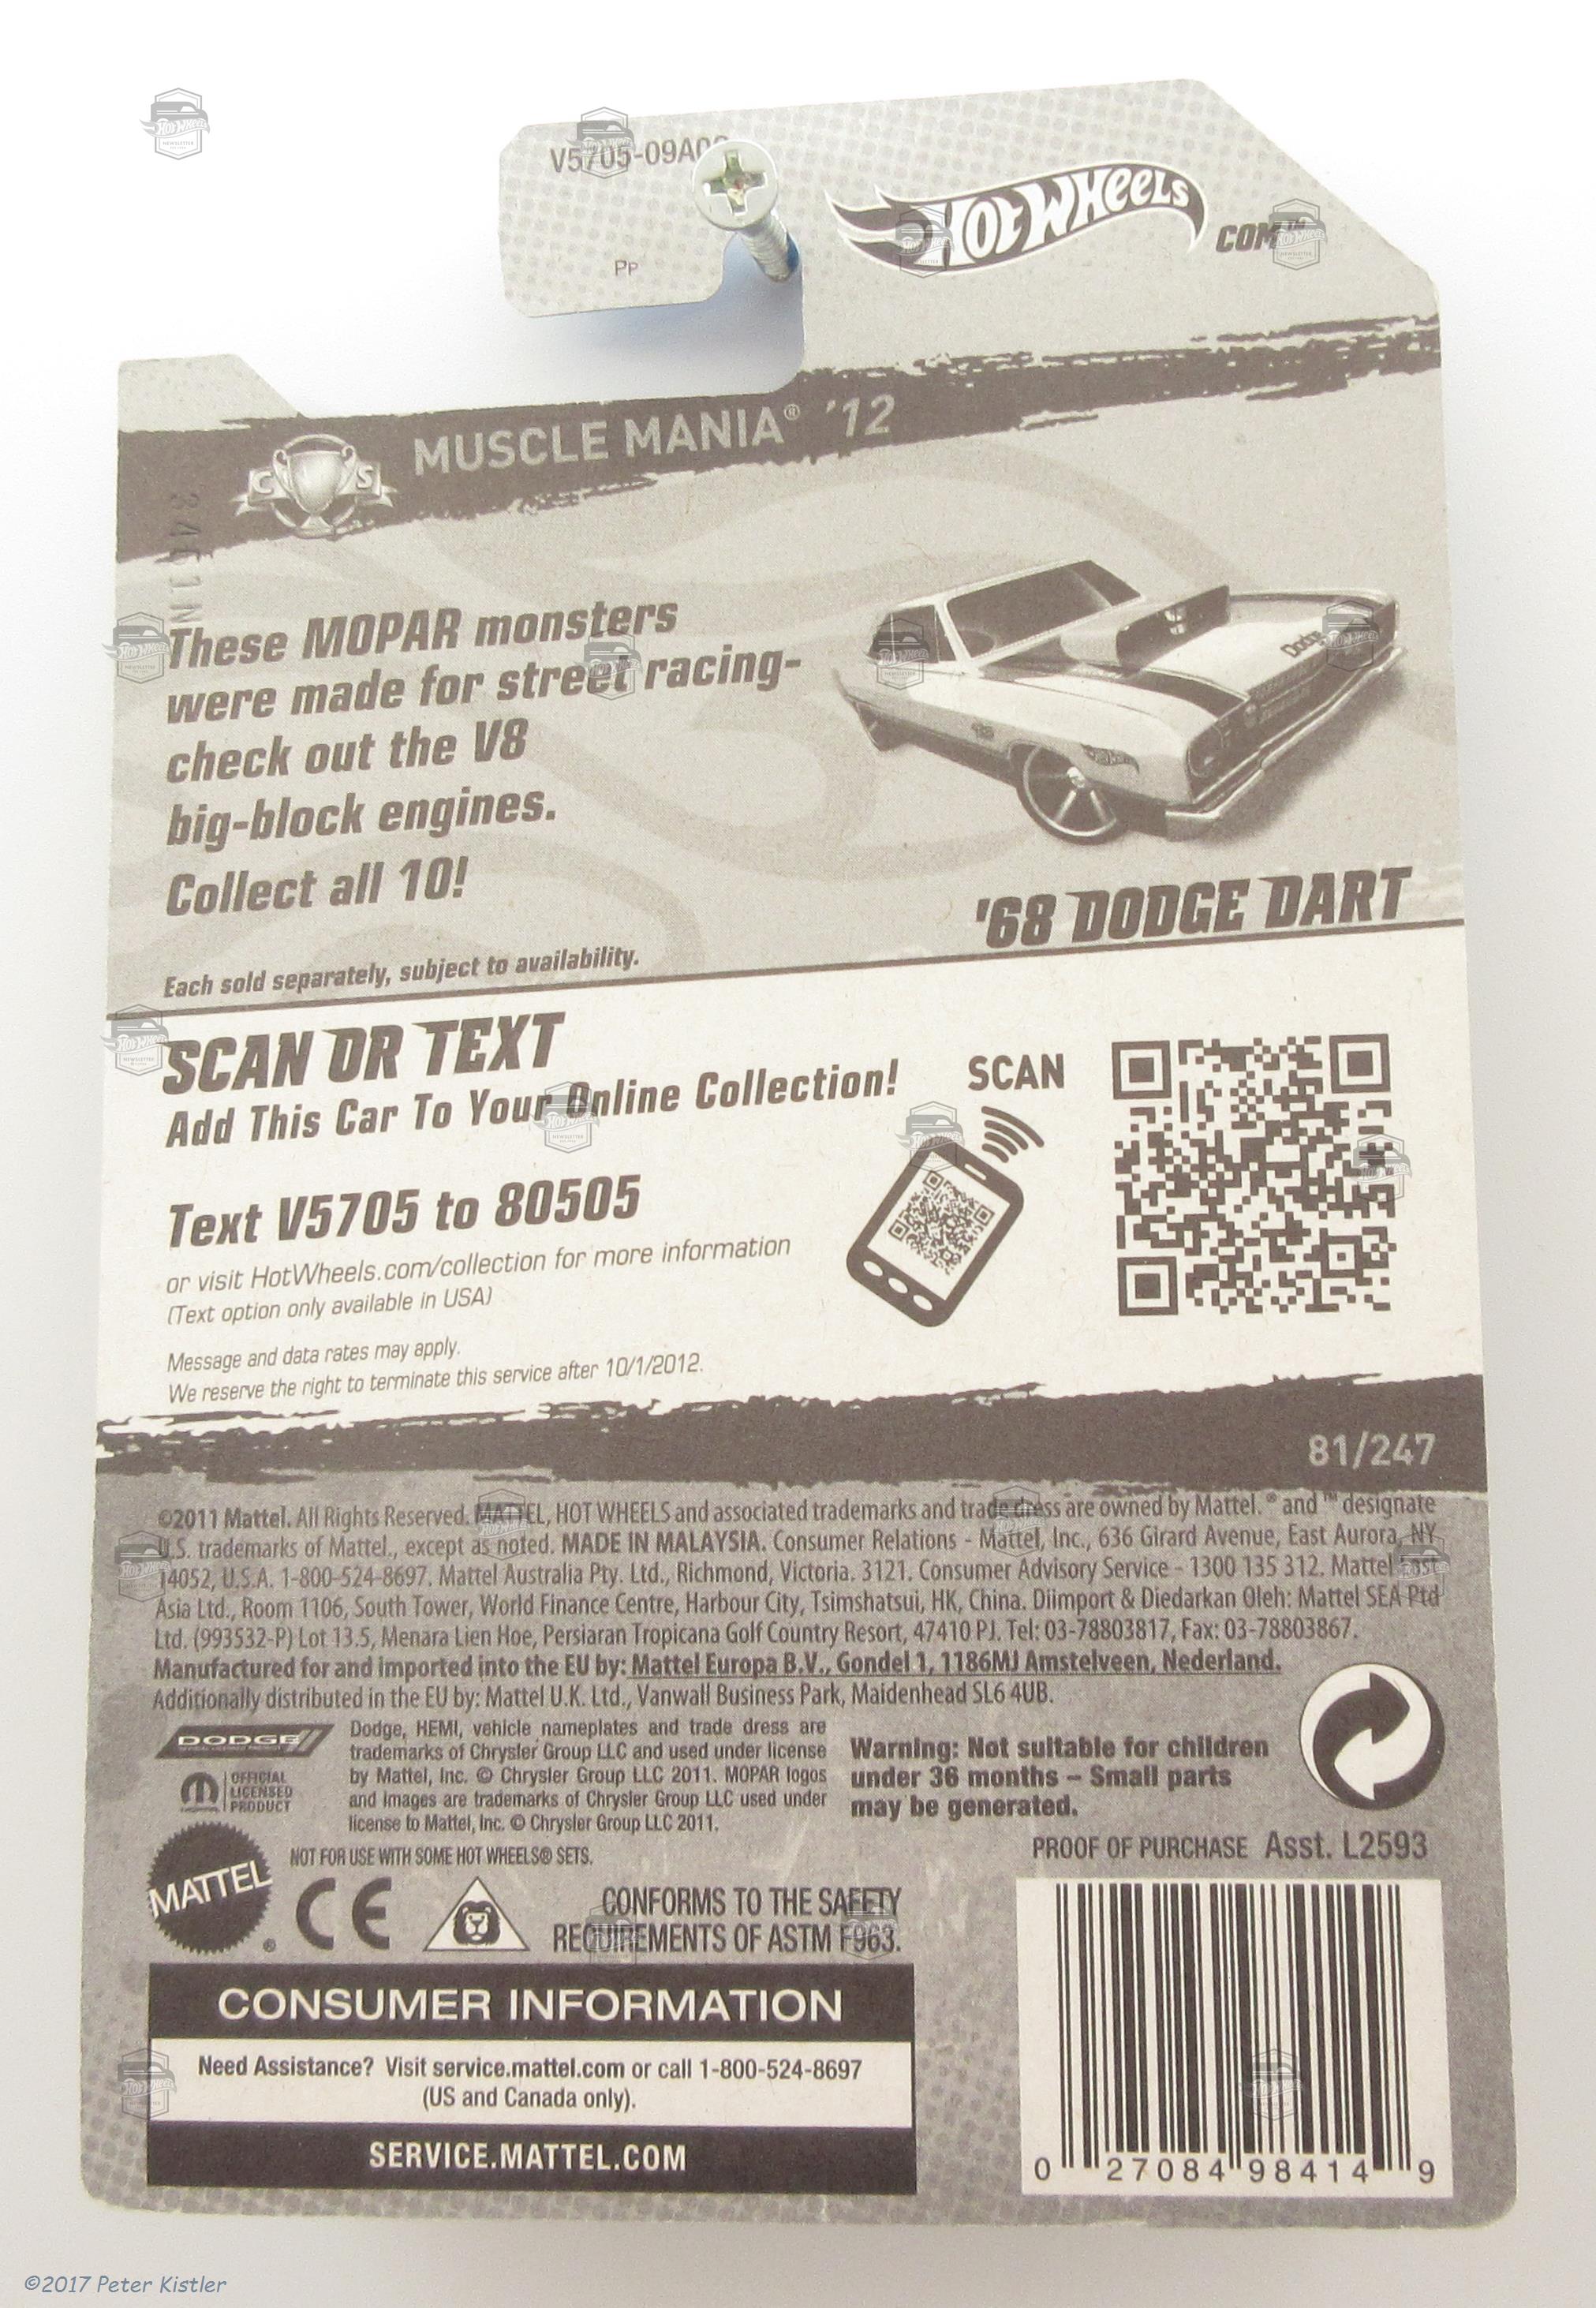 V5705-09A0
Pp
HOT WHEELS
COM™
MUSCLE MANIA® '12
C S
These MOPAR monsters
were made for street racing-
check out the V8
big-block engines.
Collect all 10!
Dodge
'68 DODGE DART
Each sold separately, subject to availability.
SCAN OR TEXT
Add This Car To Your Online Collection!
SCAN
Text V5705 to 80505
or visit HotWheels.com/collection for more information
(Text option only available in USA)
Message and data rates may apply.
We reserve the right to terminate this service after 10/1/2012.
81/247
©2011 Mattel. All Rights Reserved. MATTEL, HOT WHEELS and associated trademarks and trade dress are owned by Mattel. ® and ™ designate
U.S. trademarks of Mattel., except as noted. MADE IN MALAYSIA. Consumer Relations - Mattel, Inc., 636 Girard Avenue, East Aurora, NY
14052, U.S.A. 1-800-524-8697. Mattel Australia Pty. Ltd., Richmond, Victoria. 3121. Consumer Advisory Service - 1300 135 312. Mattel East
Asia Ltd., Room 1106, South Tower, World Finance Centre, Harbour City, Tsimshatsui, HK, China. Diimport & Diedarkan Oleh: Mattel SEA Ptd
Ltd. (993532-P) Lot 13.5, Menara Lien Hoe, Persiaran Tropicana Golf Country Resort, 47410 PJ. Tel: 03-78803817, Fax: 03-78803867.
Manufactured for and imported into the EU by: Mattel Europa B.V., Gondel 1, 1186MJ Amstelveen, Nederland.
Additionally distributed in the EU by: Mattel U.K. Ltd., Vanwall Business Park, Maidenhead SL6 4UB.
DODGE
OFFICIAL
LICENSED
PRODUCT
Dodge, HEMI, vehicle nameplates and trade dress are
trademarks of Chrysler Group LLC and used under license
by Mattel, Inc. © Chrysler Group LLC 2011. MOPAR logos
and images are trademarks of Chrysler Group LLC used under
license to Mattel, Inc. © Chrysler Group LLC 2011.
Warning: Not suitable for children
under 36 months – Small parts
may be generated.
PROOF OF PURCHASE Asst. L2593
NOT FOR USE WITH SOME HOT WHEELS® SETS.
MATTEL®
CE
CONFORMS TO THE SAFETY
REQUIREMENTS OF ASTM F963.
CONSUMER INFORMATION
Need Assistance? Visit service.mattel.com or call 1-800-524-8697
(US and Canada only).
SERVICE.MATTEL.COM
0 27084 98414 9
©2017 Peter Kistler